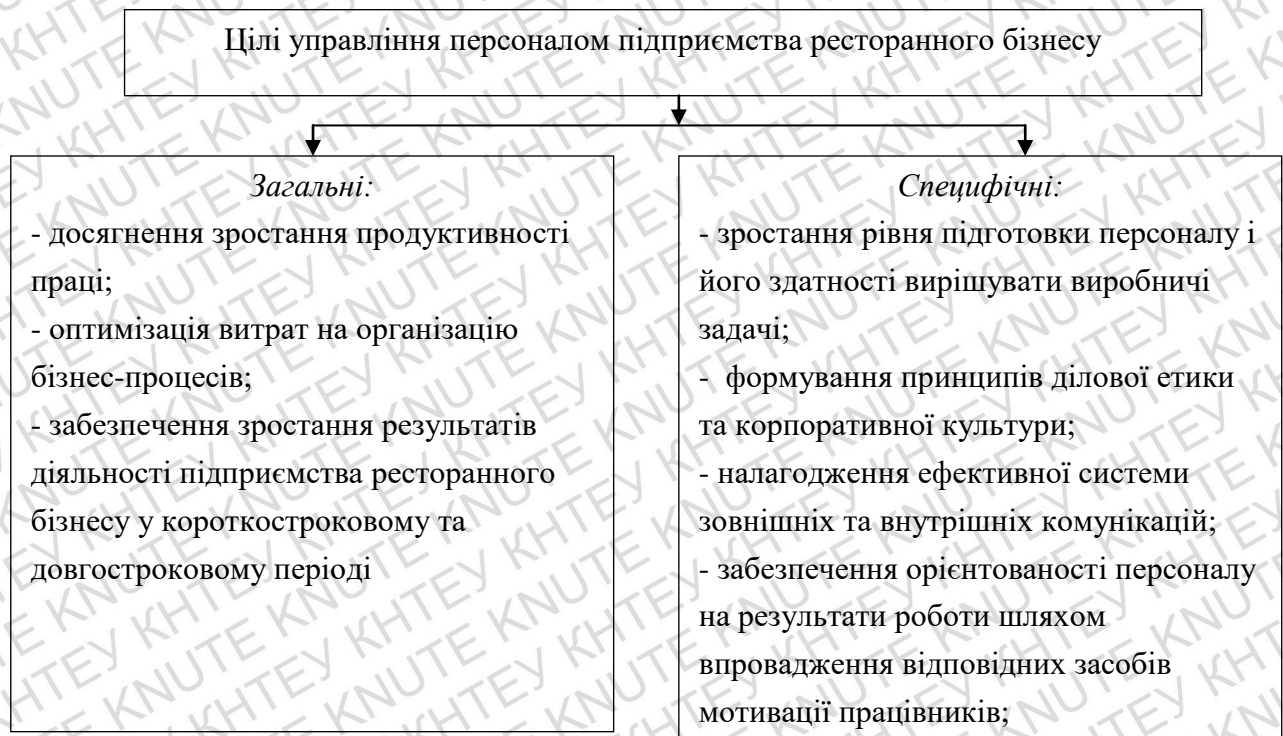 Цілі управління персоналом підприємства ресторанного бізнесу
Загальні:
- досягнення зростання продуктивності
праці;
- оптимізація витрат на організацію
бізнес-процесів;
- забезпечення зростання результатів
діяльності підприємства ресторанного
бізнесу у короткостроковому та
довгостроковому періоді
Специфічні:
- зростання рівня підготовки персоналу і
його здатності вирішувати виробничі
задачі;
- формування принципів ділової етики
та корпоративної культури;
- налагодження ефективної системи
зовнішніх та внутрішніх комунікацій;
- забезпечення орієнтованості персоналу
на результати роботи шляхом
впровадження відповідних засобів
мотивації працівників;